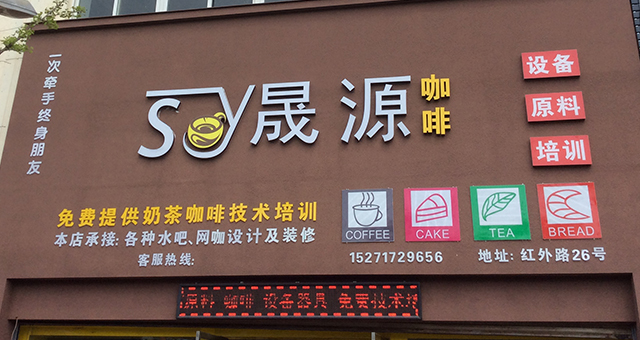 一次牵手终身朋友
SOy晟源
咖啡
设备
原料
培训
免费提供奶茶咖啡技术培训
本店承接:各种水吧、网咖设计及装修
客服热线:
15271729656
地址:红外路26号
COFFEE
CAKE
TEA
BREAD
原料 咖啡 设备器具 免费技术培